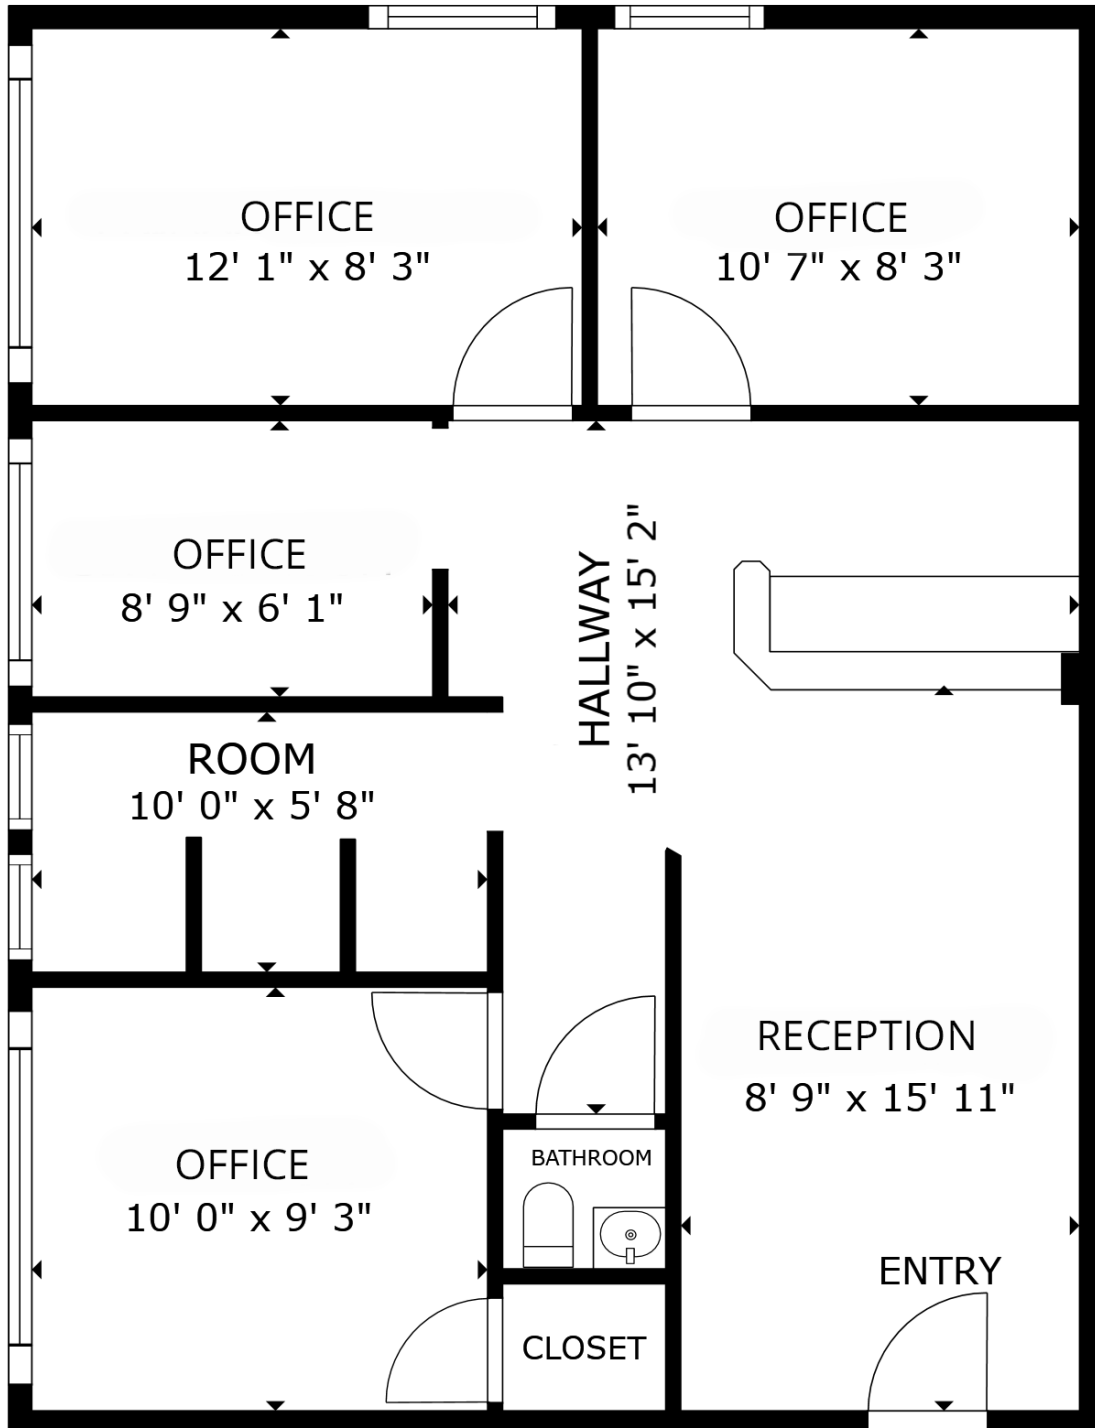 OFFICE
12' 1" x 8' 3"
OFFICE
10' 7" x 8' 3"
OFFICE
8' 9" x 6' 1"
HALLWAY
13' 10" x 15' 2"
ROOM
10' 0" x 5' 8"
RECEPTION
8' 9" x 15' 11"
OFFICE
10' 0" x 9' 3"
BATHROOM
ENTRY
CLOSET